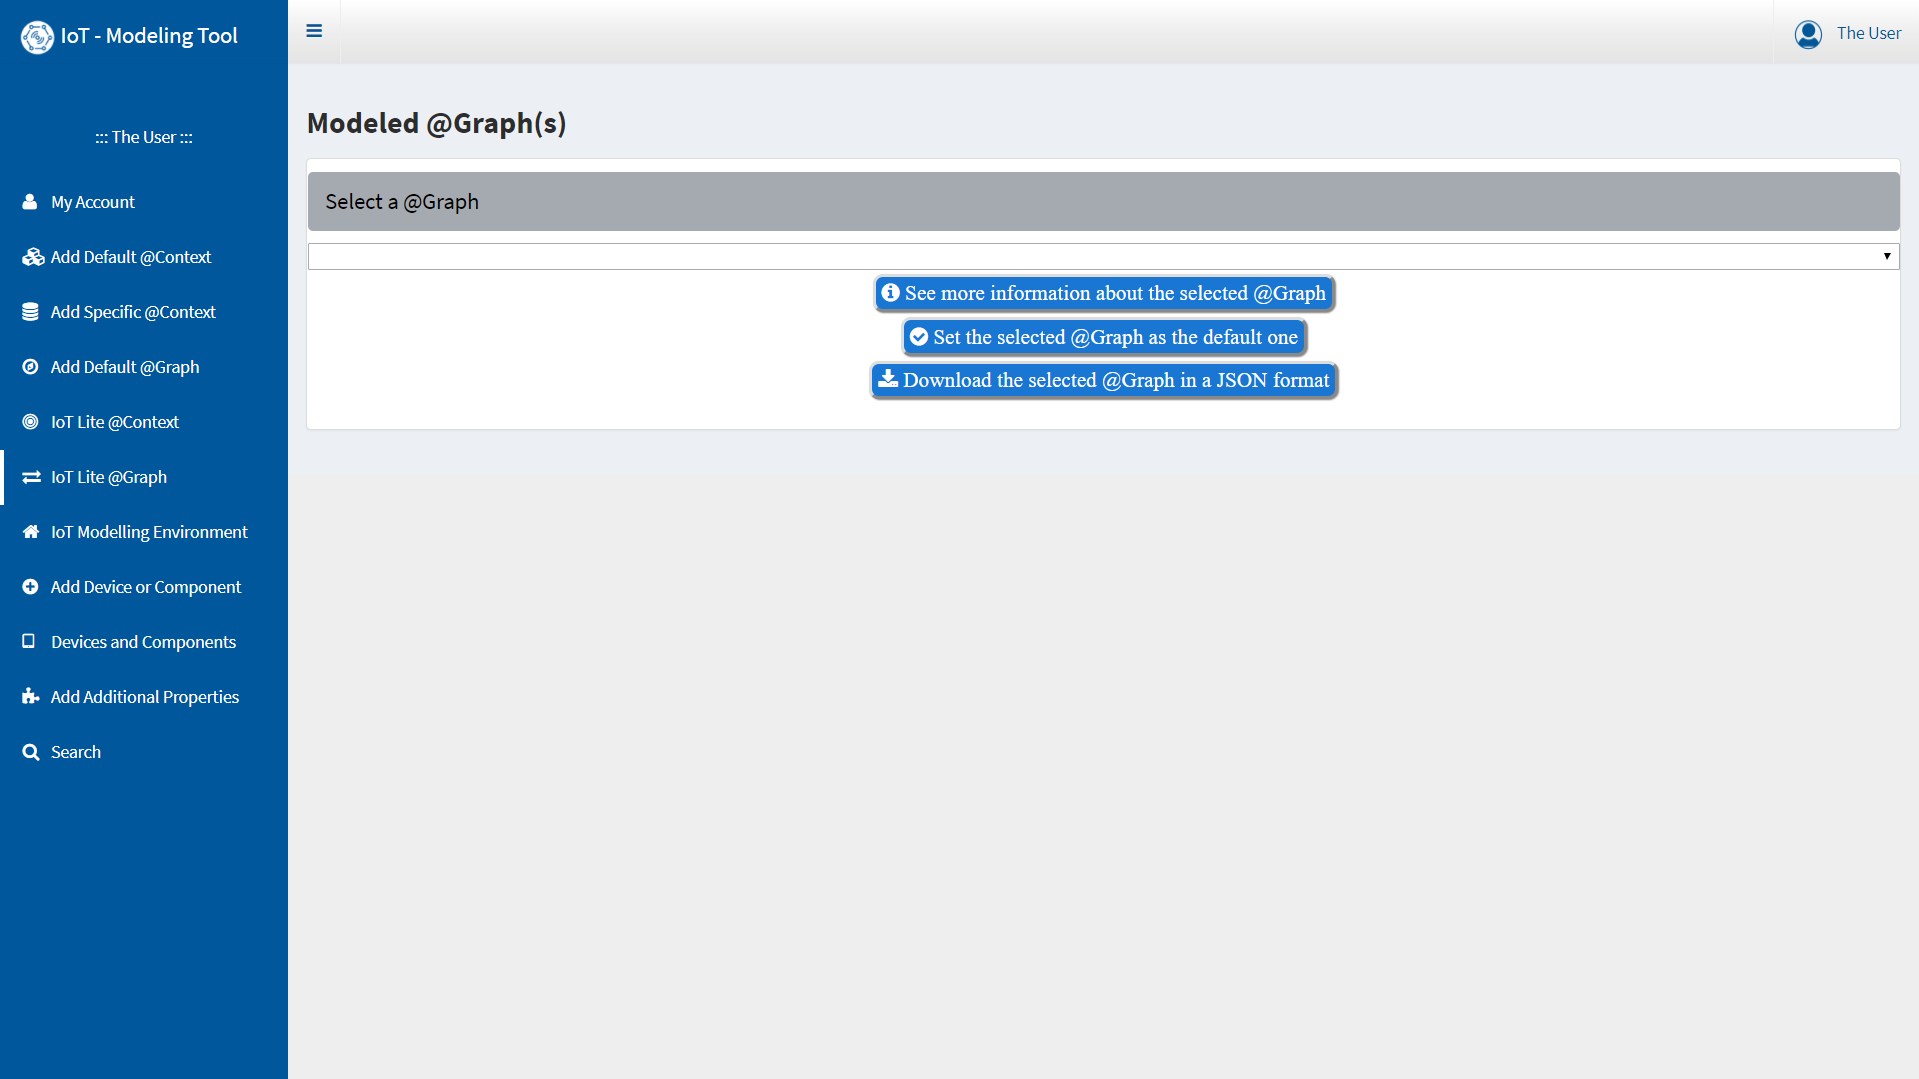 IoT - Modeling Tool
The User
::: The User :::
My Account
Add Default @Context
Add Specific @Context
Add Default @Graph
IoT Lite @Context
IoT Lite @Graph
IoT Modelling Environment
Add Device or Component
Devices and Components
Add Additional Properties
Search
Modeled @Graph(s)
Select a @Graph
See more information about the selected @Graph
Set the selected @Graph as the default one
Download the selected @Graph in a JSON format